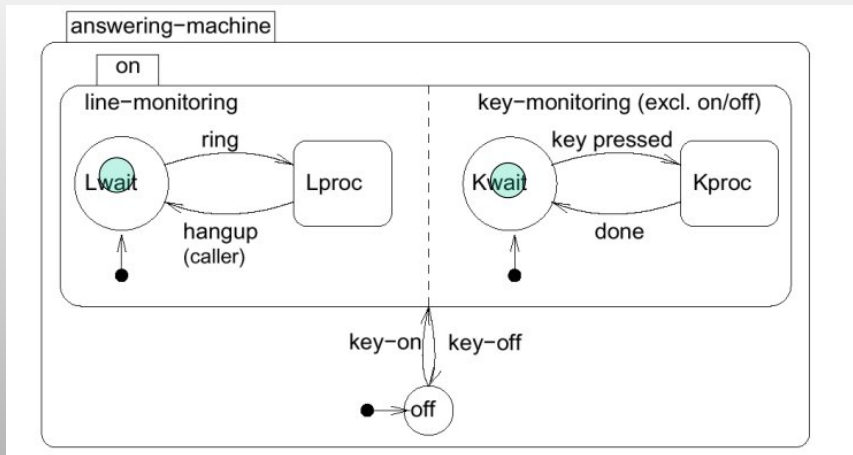 answering-machine
on
line-monitoring
key-monitoring (excl. on/off)
ring
key pressed
Lwait
Lproc
Kwait
Kproc
hangup
(caller)
done
key-on
key-off
off